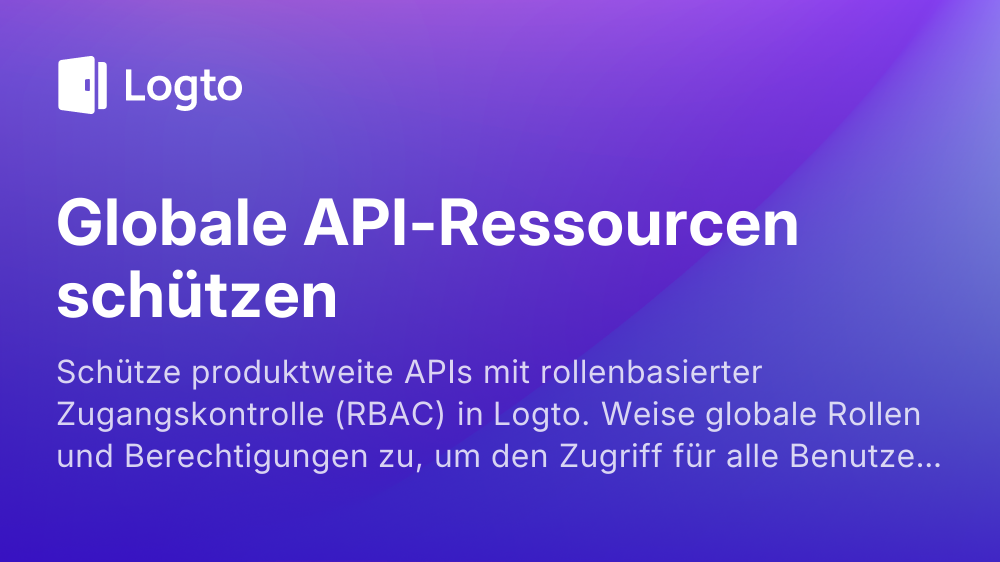 Logto
Globale API-Ressourcen
schützen
Schütze produktweite APIs mit rollenbasierter
Zugangskontrolle (RBAC) in Logto. Weise globale Rollen
und Berechtigungen zu, um den Zugriff für alle Benutze...